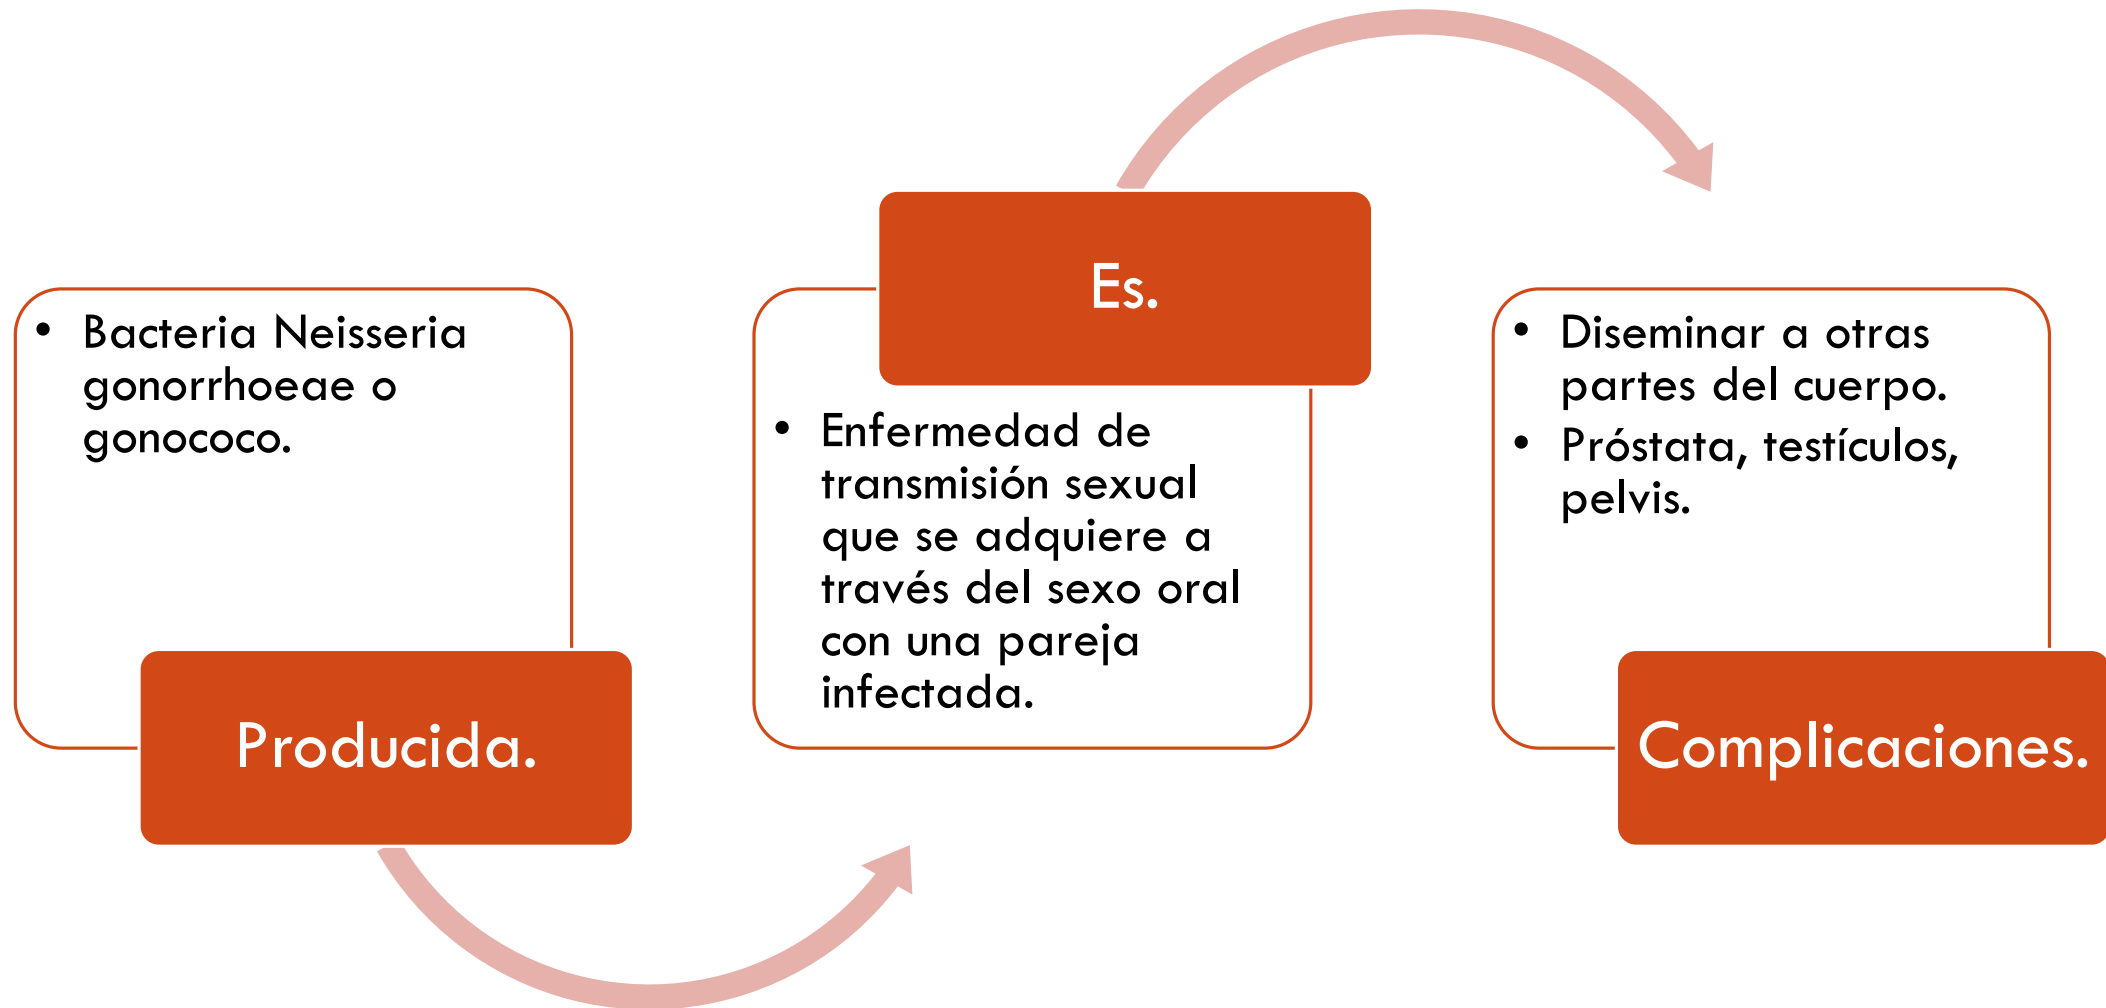 • Bacteria Neisseria
gonorrhoeae o
gonococo.
Producida.
Es.
• Enfermedad de
transmisión sexual
que se adquiere a
través del sexo oral
con una pareja
infectada.
• Diseminar a otras
partes del cuerpo.
• Próstata, testículos,
pelvis.
Complicaciones.